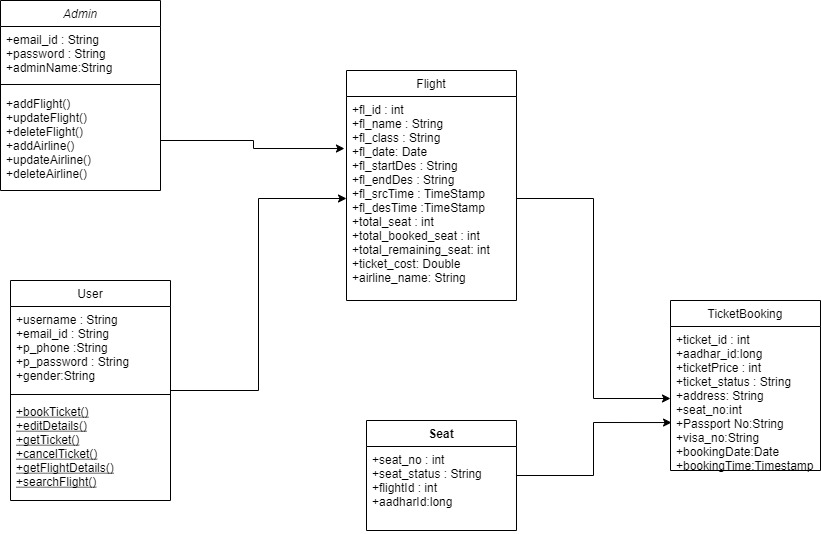 Admin
+email_id : String
+password : String
+adminName:String
+addFlight()
+updateFlight()
+deleteFlight()
+addAirline()
+updateAirline()
+deleteAirline()
Flight
+fl_id : int
+fl_name : String
+fl_class : String
+fl_date: Date
+fl_startDes : String
+fl_endDes : String
+fl_srcTime : TimeStamp
+fl_desTime :TimeStamp
+total_seat : int
+total_booked_seat : int
+total_remaining_seat: int
+ticket_cost: Double
+airline_name: String
User
+username : String
+email_id : String
+p_phone :String
+p_password : String
+gender:String
+bookTicket()
+editDetails()
+getTicket()
+cancelTicket()
+getFlightDetails()
+searchFlight()
Seat
+seat_no : int
+seat_status : String
+flightId : int
+aadharId:long
TicketBooking
+ticket_id : int
+aadhar_id:long
+ticketPrice : int
+ticket_status : String
+address: String
+seat_no:int
+Passport No:String
+visa_no:String
+bookingDate:Date
+bookingTime:Timestamp